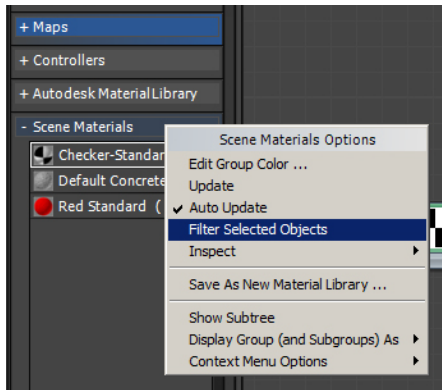 + Maps
+ Controllers
+ Autodesk Material Library
- Scene Materials
Checker-Standar
Default Concrete
Red Standard (
Scene Materials Options
Edit Group Color ...
Update
Auto Update
Filter Selected Objects
Inspect
Save As New Material Library ...
Show Subtree
Display Group (and Subgroups) As
Context Menu Options